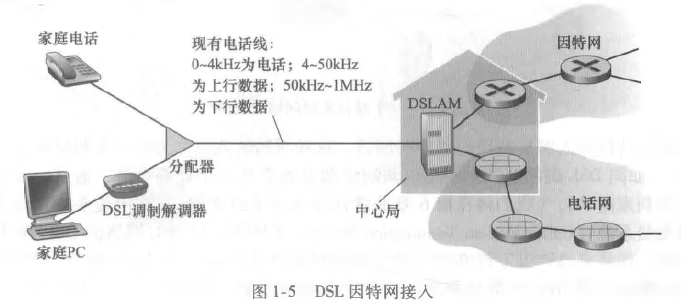 家庭电话
现有电话线：
0~4kHz为电话；4~50kHz
为上行数据；50kHz~1MHz
为下行数据
因特网
DSLAM
分配器
DSL调制解调器
家庭PC
中心局
电话网
图 1-5 DSL 因特网接入